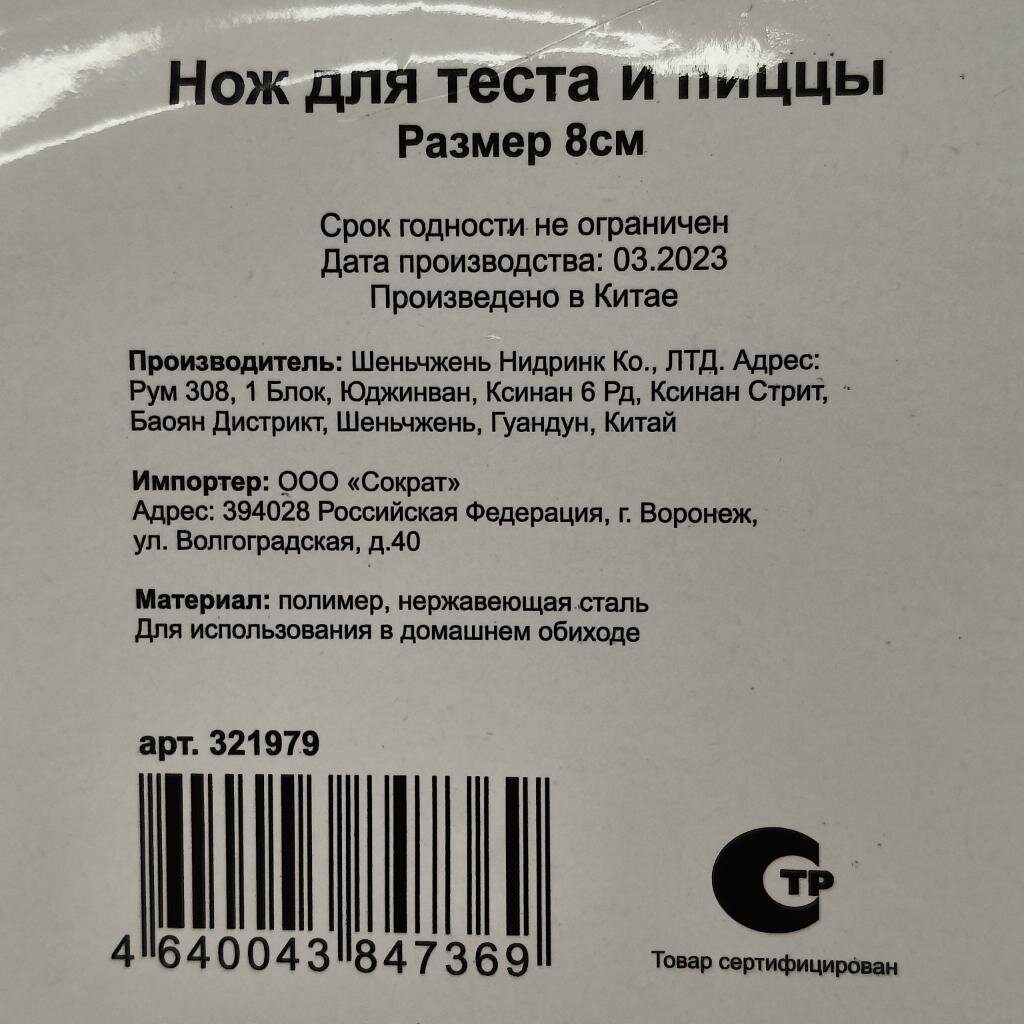 Нож для теста и пиццы
Размер 8см
Срок годности не ограничен
Дата производства: 03.2023
Произведено в Китае
Производитель: Шеньчжень Нидринк Ко., ЛТД. Адрес:
Рум 308, 1 Блок, Юджинван, Ксинан 6 Рд, Ксинан Стрит,
Баоян Дистрикт, Шеньчжень, Гуандун, Китай
Импортер: ООО «Сократ»
Адрес: 394028 Российская Федерация, г. Воронеж,
ул. Волгоградская, д.40
Материал: полимер, нержавеющая сталь
Для использования в домашнем обиходе
арт. 321979
4 640043 847369
СТР
Товар сертифицирован